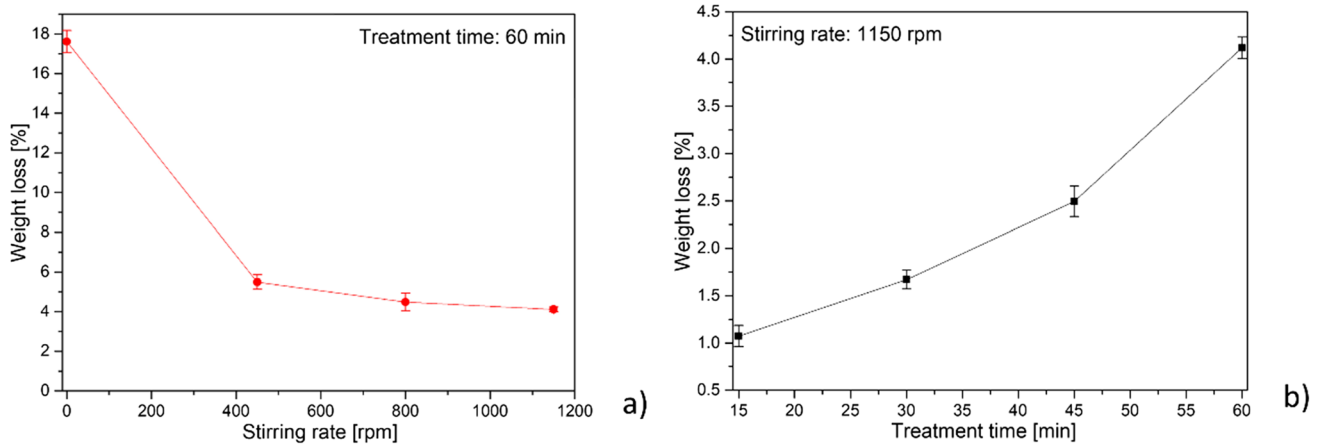 Treatment time: 60 min
Weight loss [%]
18
16
14
12
10
8
6
4
2
0
0 200 400 600 800 1000 1200
Stirring rate [rpm]
a)
Stirring rate: 1150 rpm
Weight loss [%]
4.5
4.0
3.5
3.0
2.5
2.0
1.5
1.0
0.5
15 20 25 30 35 40 45 50 55 60
Treatment time [min]
b)